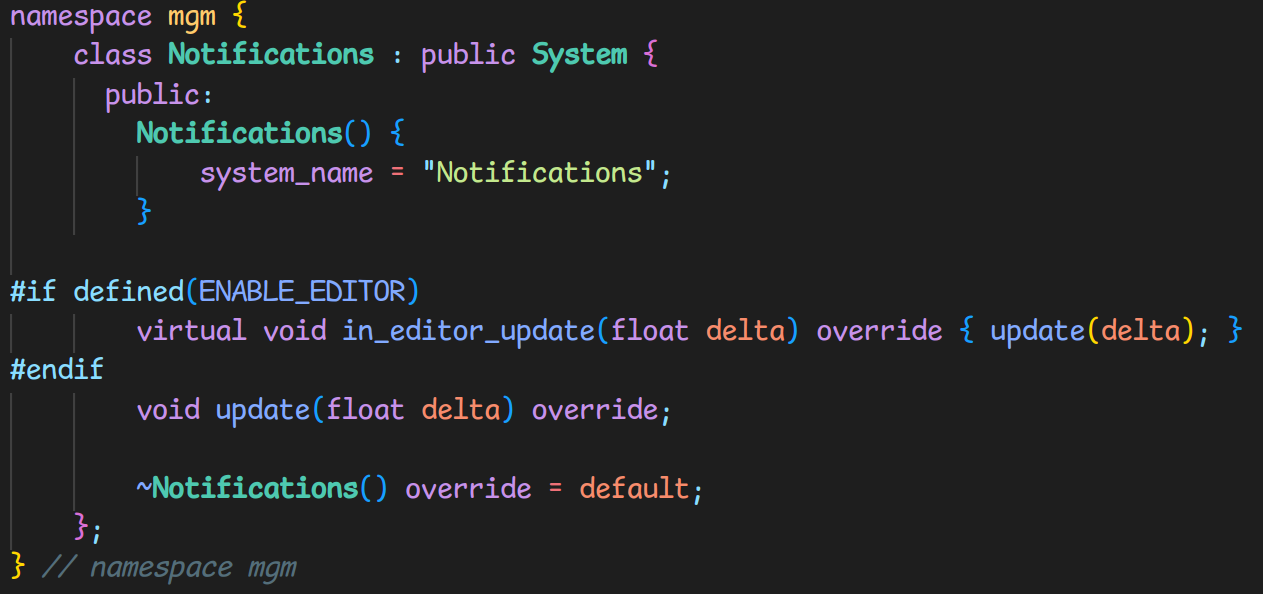 namespace mgm {
    class Notifications : public System {
      public:
        Notifications() {
            system_name = "Notifications";
        }

#if defined(ENABLE_EDITOR)
        virtual void in_editor_update(float delta) override { update(delta); }
#endif
        void update(float delta) override;

        ~Notifications() override = default;
    };
} // namespace mgm